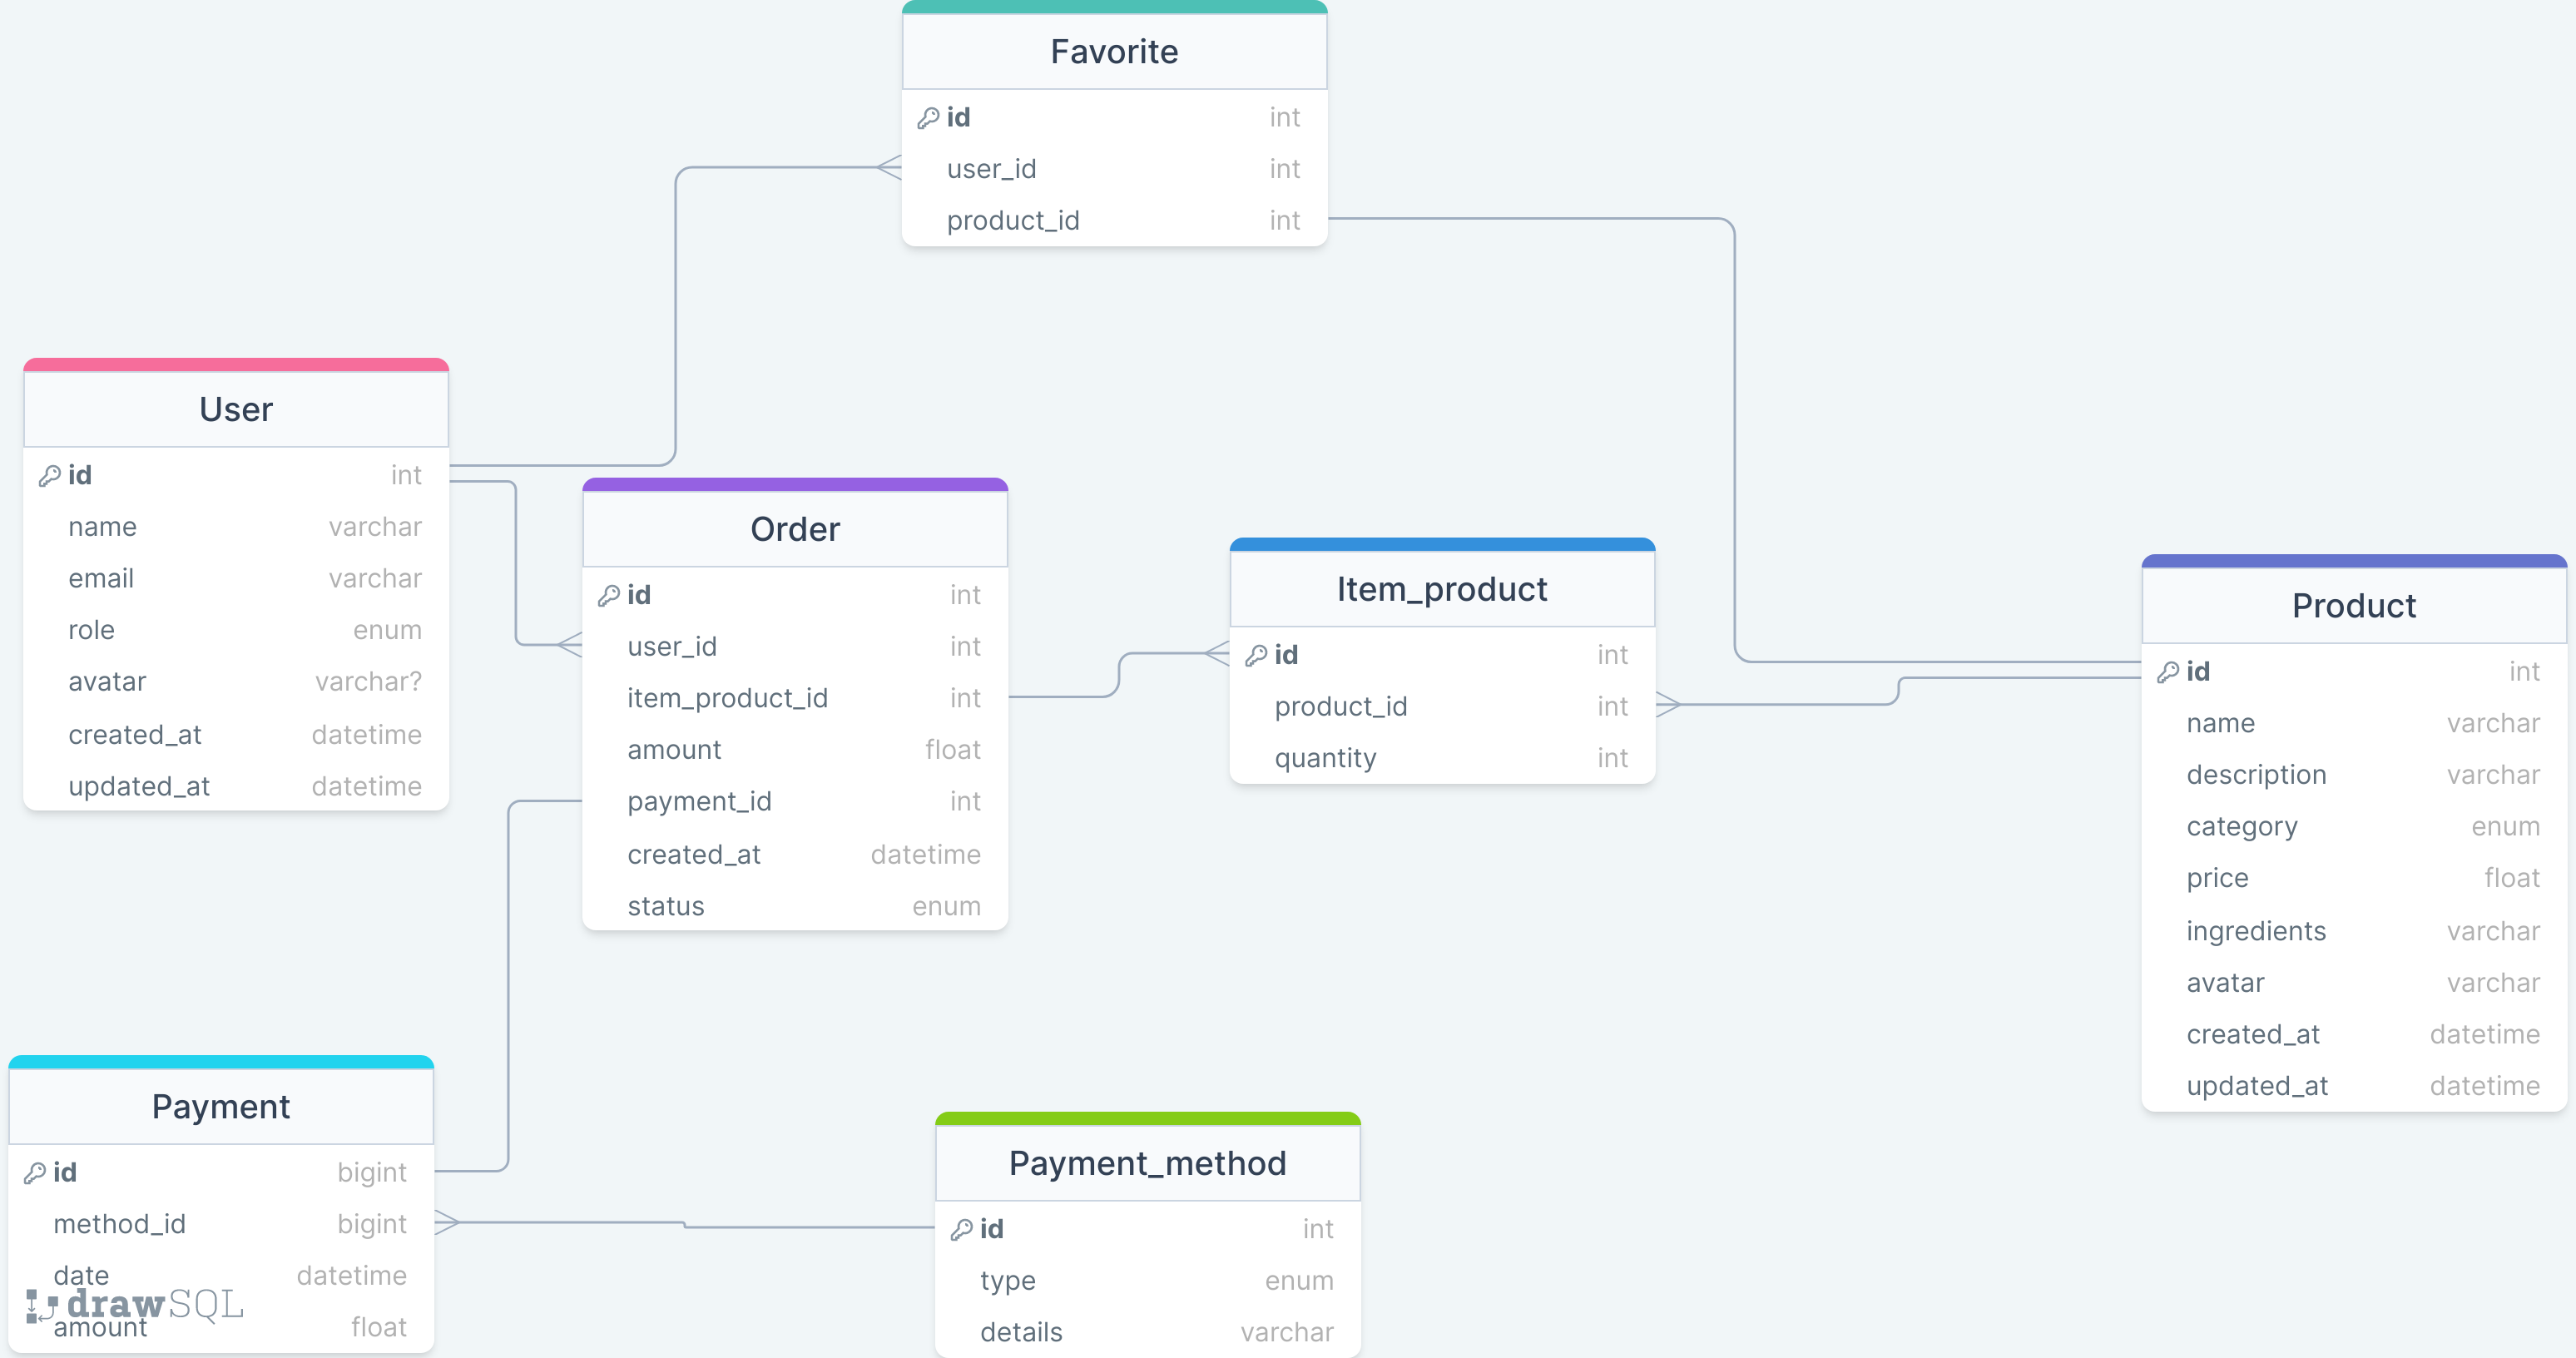 Favorite
id int
user_id int
product_id int
User
id int
name varchar
email varchar
role enum
avatar varchar?
created_at datetime
updated_at datetime
Order
id int
user_id int
item_product_id int
amount float
payment_id int
created_at datetime
status enum
Item_product
id int
product_id int
quantity int
Product
id int
name varchar
description varchar
category enum
price float
ingredients varchar
avatar varchar
created_at datetime
updated_at datetime
Payment
id bigint
method_id bigint
date datetime
drawSQL
amount float
Payment_method
id int
type enum
details varchar